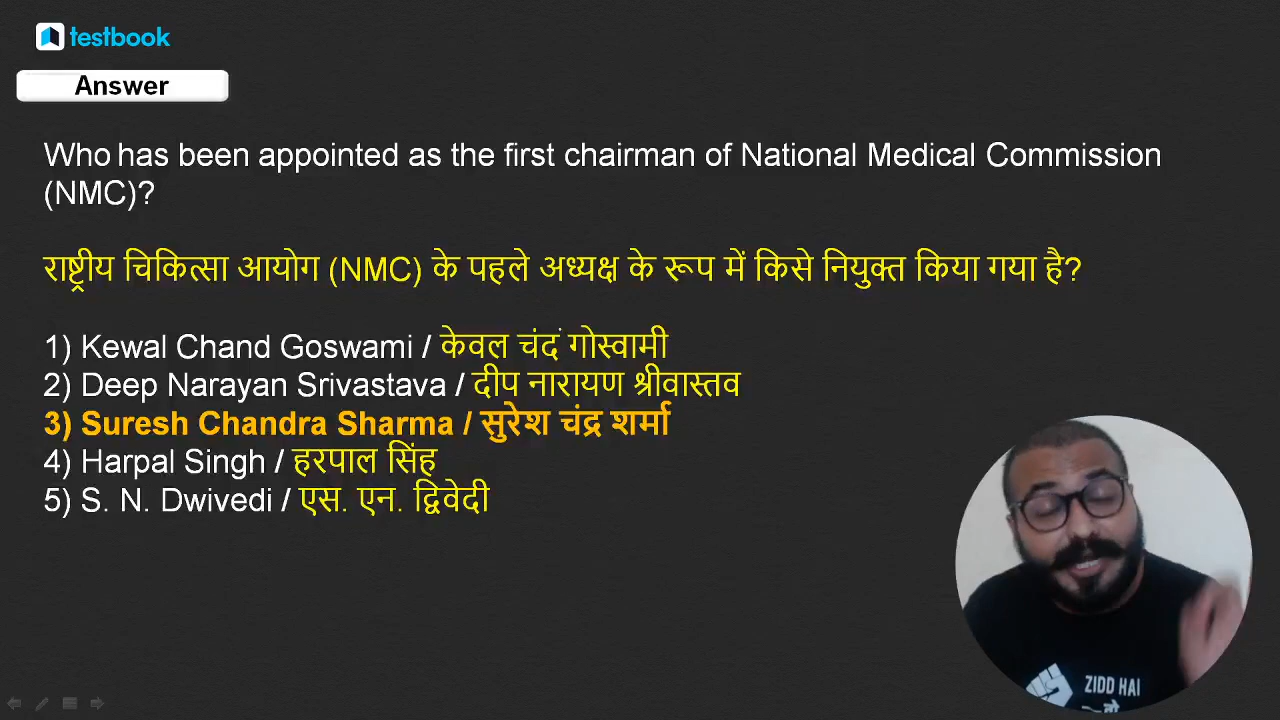 testbook
Answer
Who has been appointed as the first chairman of National Medical Commission
(NMC)?
राष्ट्रीय चिकित्सा आयोग (NMC) के पहले अध्यक्ष के रूप में किसे नियुक्त किया गया है?
1) Kewal Chand Goswami / केवल चंद गोस्वामी
2) Deep Narayan Srivastava / दीप नारायण श्रीवास्तव
3) Suresh Chandra Sharma / सुरेश चंद्र शर्मा
4) Harpal Singh / हरपाल सिंह
5) S. N. Dwivedi / एस. एन. द्विवेदी
ZIDD HAI